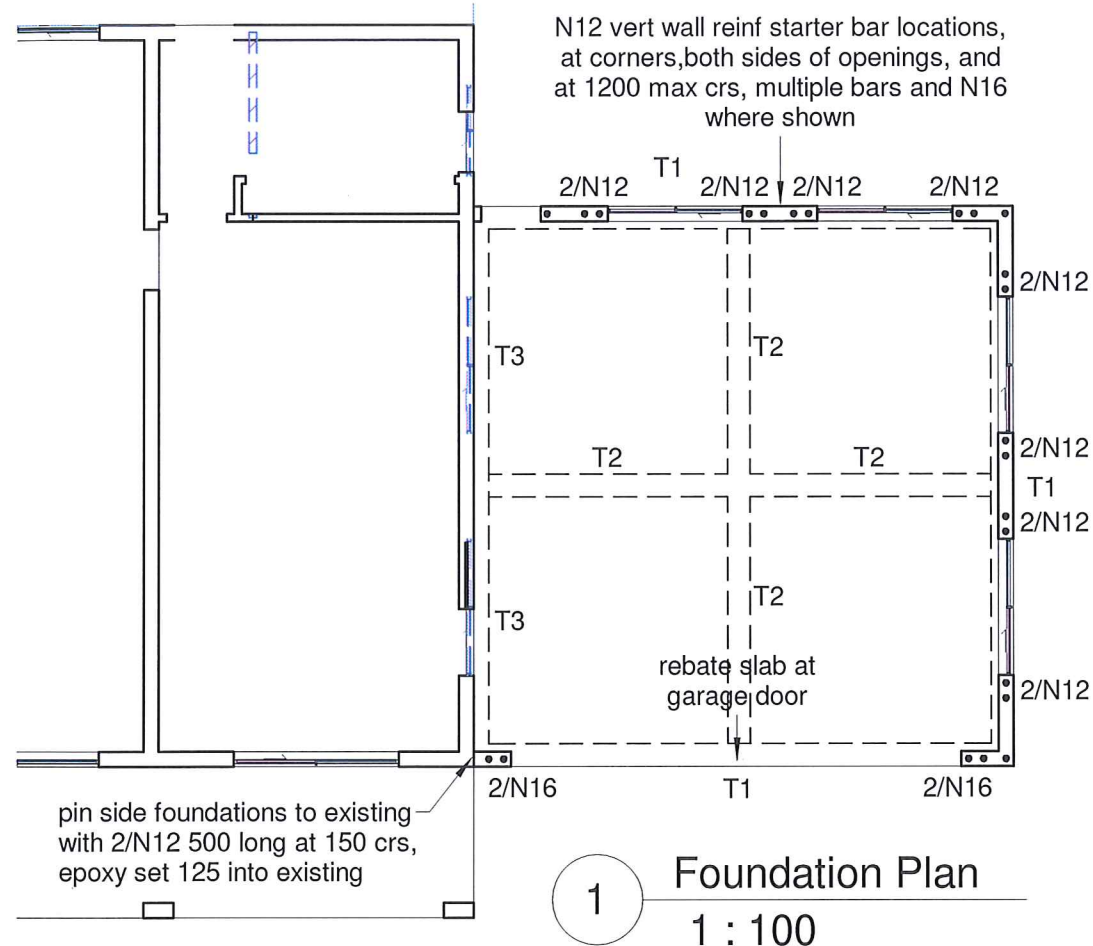 N12 vert wall reinf starter bar locations,
at corners,both sides of openings, and
at 1200 max crs, multiple bars and N16
where shown
T1
2/N12 2/N12 2/N12 2/N12
2/N12
T3
T2
T2
T2
2/N12
T1
2/N12
T3
T2
rebate slab at
garage door
2/N12
2/N16
T1
2/N16
pin side foundations to existing
with 2/N12 500 long at 150 crs,
epoxy set 125 into existing
1
Foundation Plan
1 : 100